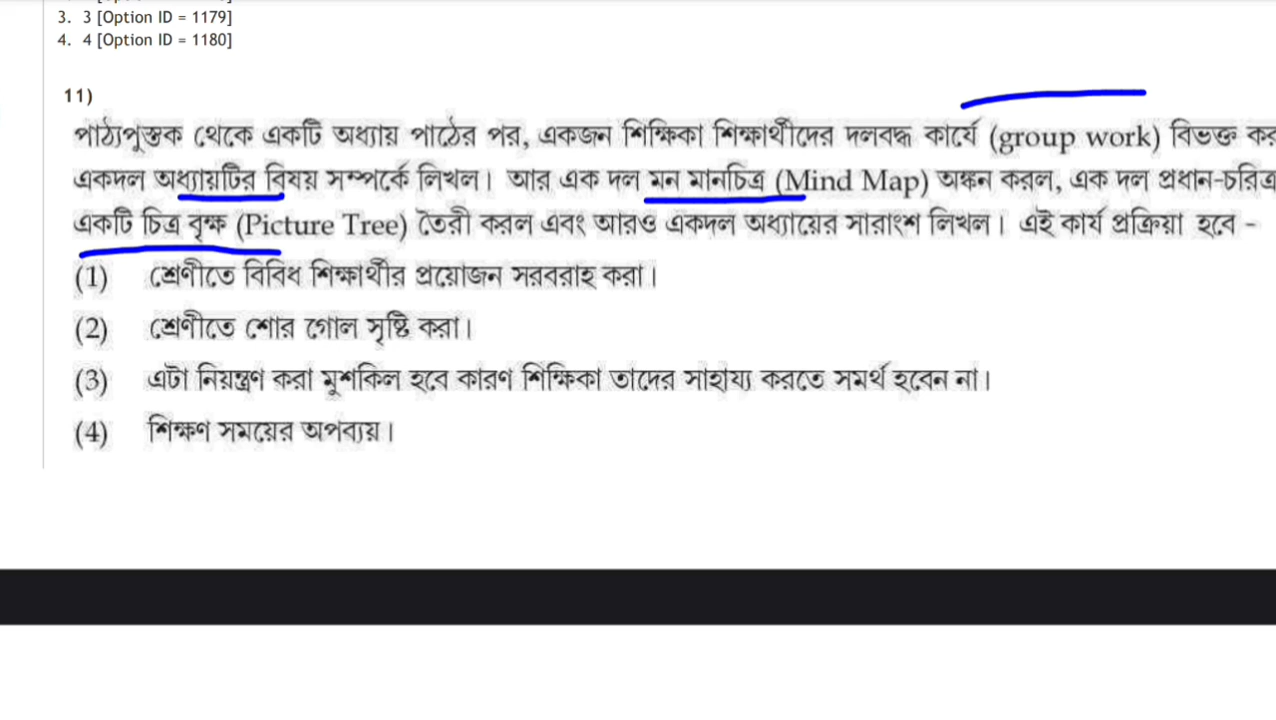 3. 3 [Option ID = 1179]
4. 4 [Option ID = 1180]
11)
পাঠ্যপুস্তক থেকে একটি অধ্যায় পাঠের পর, একজন শিক্ষিকা শিক্ষার্থীদের দলবদ্ধ কার্যে (group work) বিভক্ত
একদল অধ্যায়টির বিষয় সম্পর্কে লিখল। আর এক দল মন মানচিত্র (Mind Map) অঙ্কন করল, এক দল প্রধান-চরিত্র
একটি চিত্র বৃক্ষ (Picture Tree) তৈরী করল এবং আরও একদল অধ্যায়ের সারাংশ লিখল। এই কার্য প্রক্রিয়া হবে -
(1) শ্রেণীতে বিবিধ শিক্ষার্থীর প্রয়োজন সরবরাহ করা।
(2) শ্রেণীতে শোর গোল সৃষ্টি করা।
(3) এটা নিয়ন্ত্রণ করা মুশকিল হবে কারণ শিক্ষিকা তাদের সাহায্য করতে সমর্থ হবেন না।
(4) শিক্ষণ সময়ের অপব্যয়।